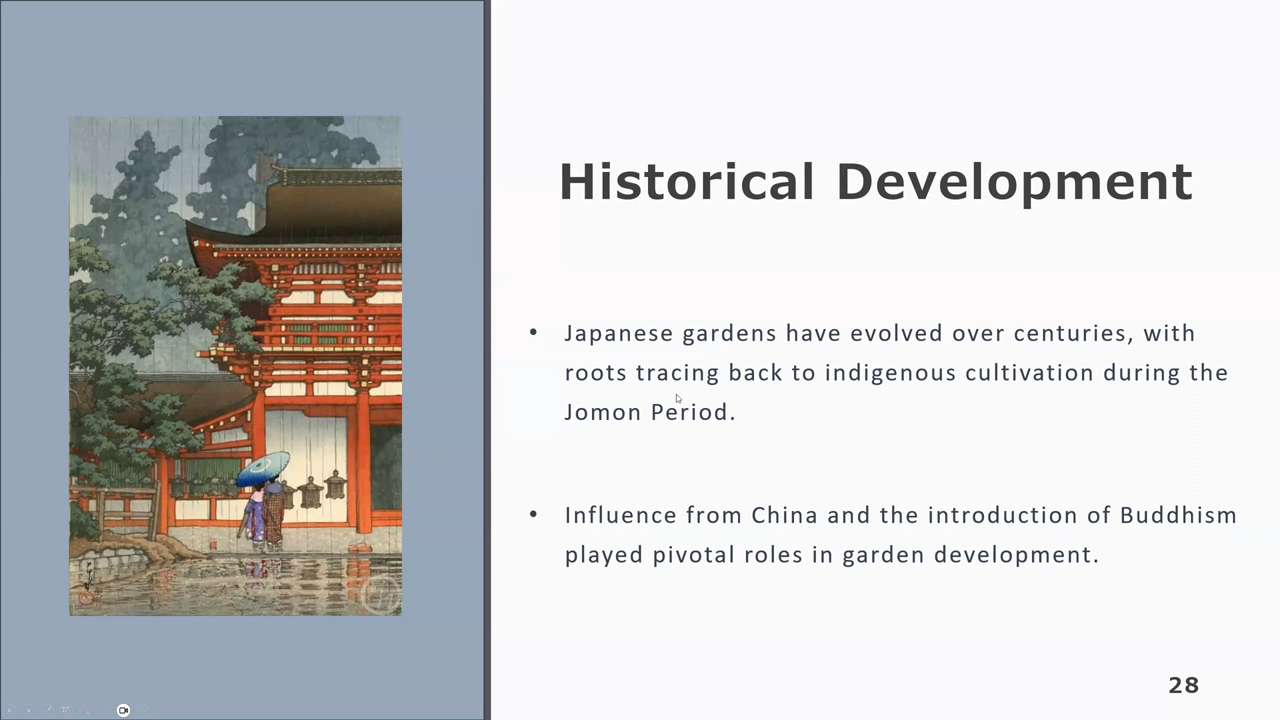 Historical Development
• Japanese gardens have evolved over centuries, with
roots tracing back to indigenous cultivation during the
Jomon Period.
• Influence from China and the introduction of Buddhism
played pivotal roles in garden development.
28